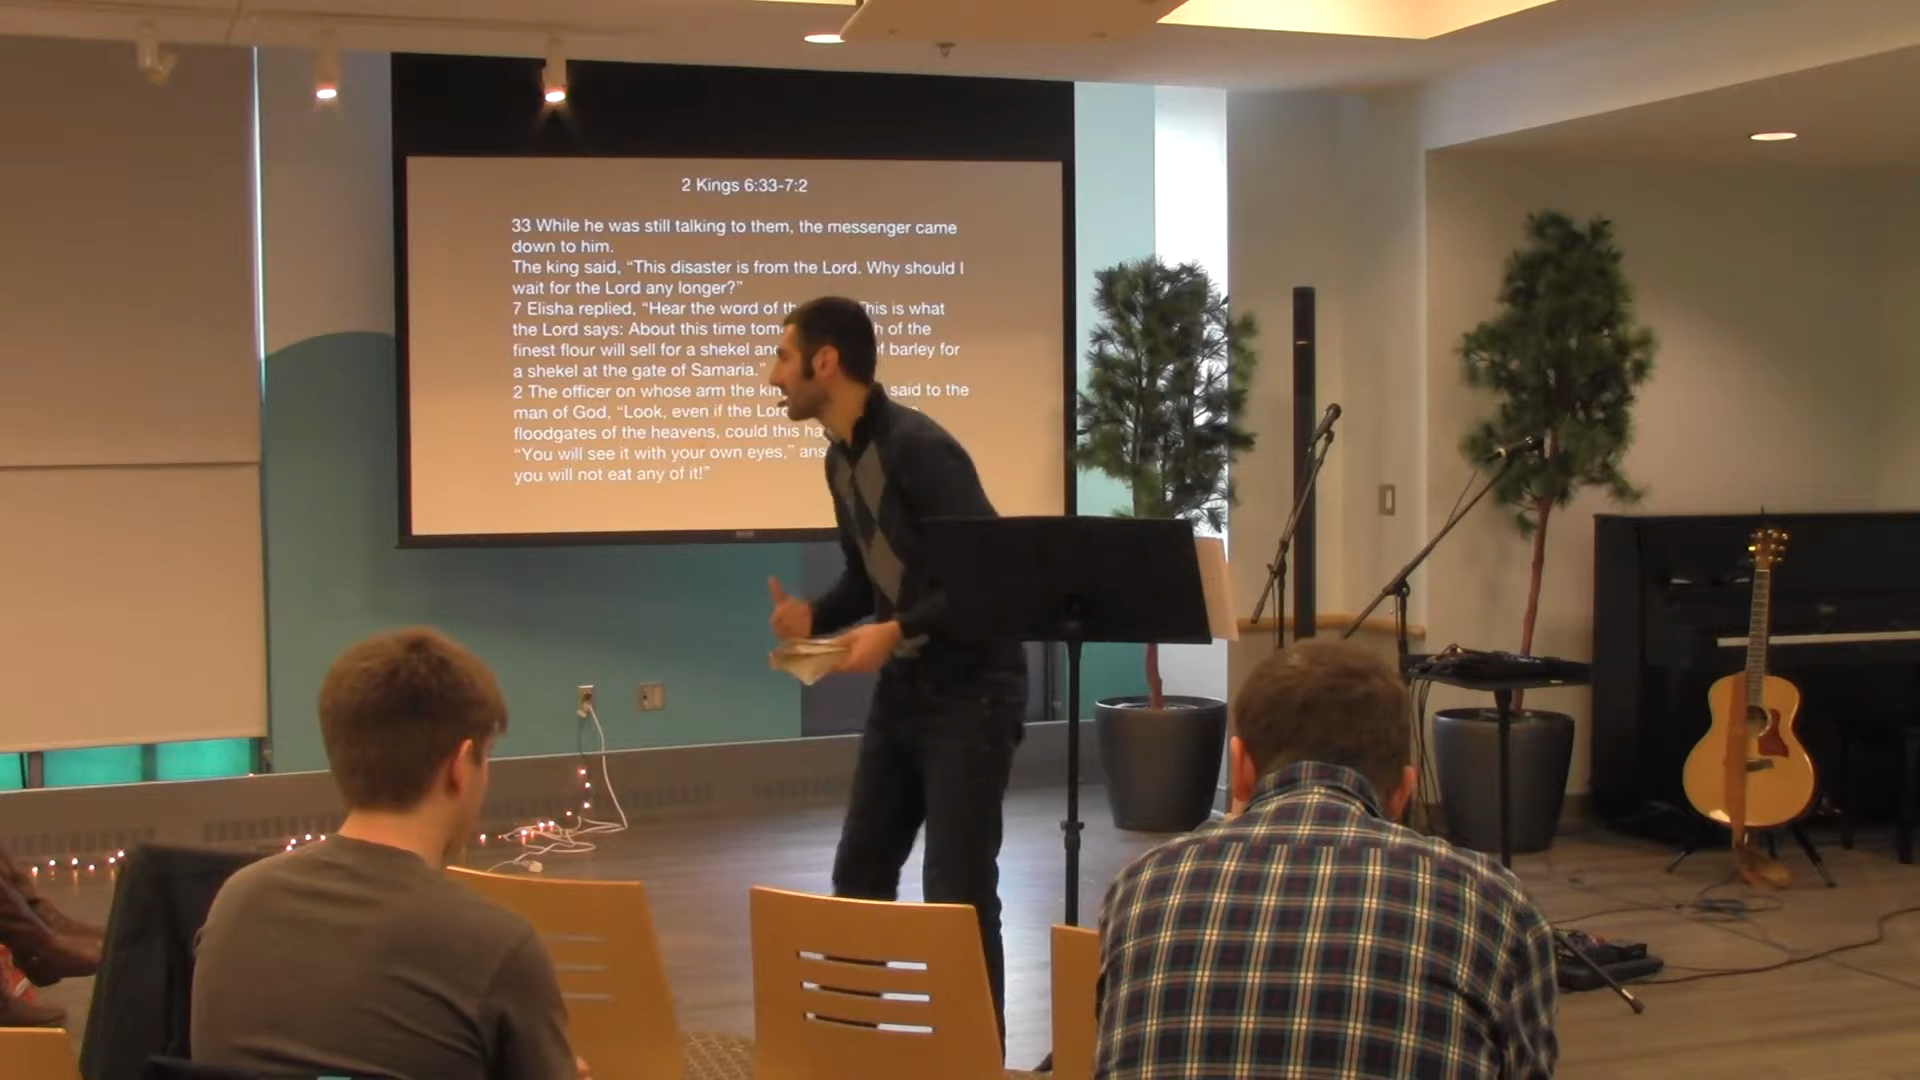 2 Kings 6:33-7:2
33 While he was still talking to them, the messenger came
down to him.
The king said, “This disaster is from the Lord. Why should I
wait for the Lord any longer?”
7 Elisha replied, “Hear the word of This is what
the Lord says: About this time of the
finest flour will sell for a shekel of barley for
a shekel at the gate of Samaria.”
2 The officer on whose arm the said to the
man of God, “Look, even if the
floodgates of the heavens, could this
“You will see it with your own eyes,”
you will not eat any of it!”